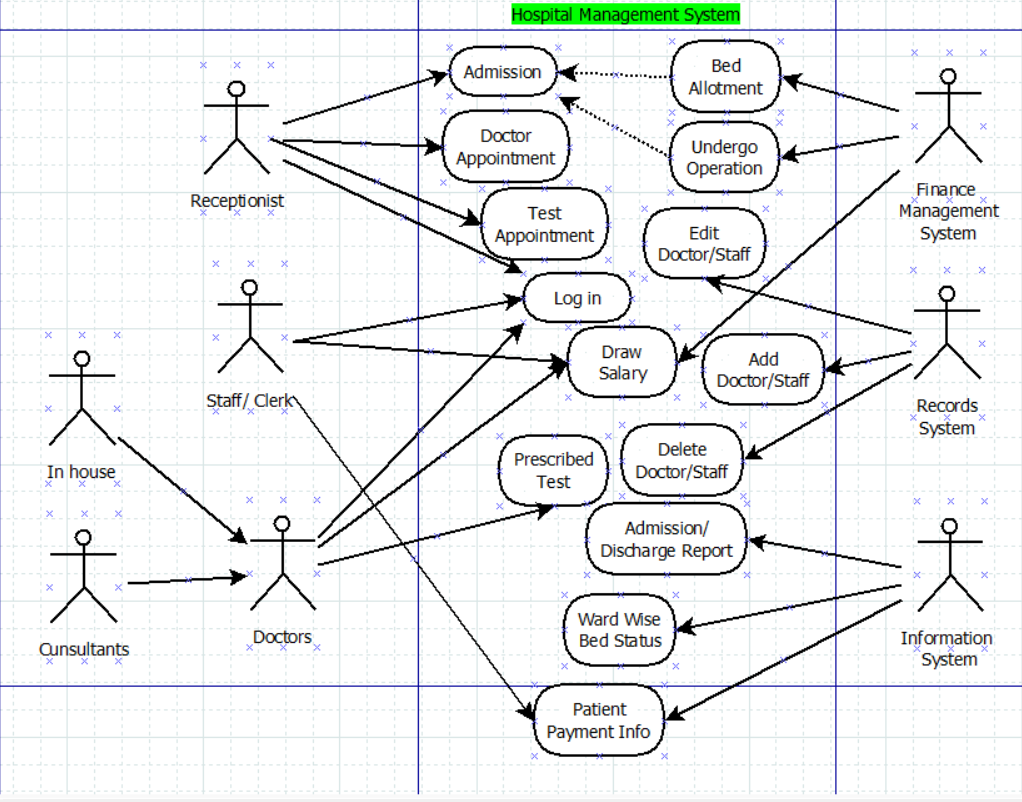 Hospital Management System
Admission
Bed
Allotment
Doctor
Appointment
Undergo
Operation
Receptionist
Finance
Management
System
Test
Appointment
Edit
Doctor/Staff
Log in
Draw
Salary
Add
Doctor/Staff
Staff/ Clerk
Records
System
In house
Prescribed
Test
Delete
Doctor/Staff
Admission/
Discharge Report
Cunsultants
Doctors
Ward Wise
Bed Status
Information
System
Patient
Payment Info